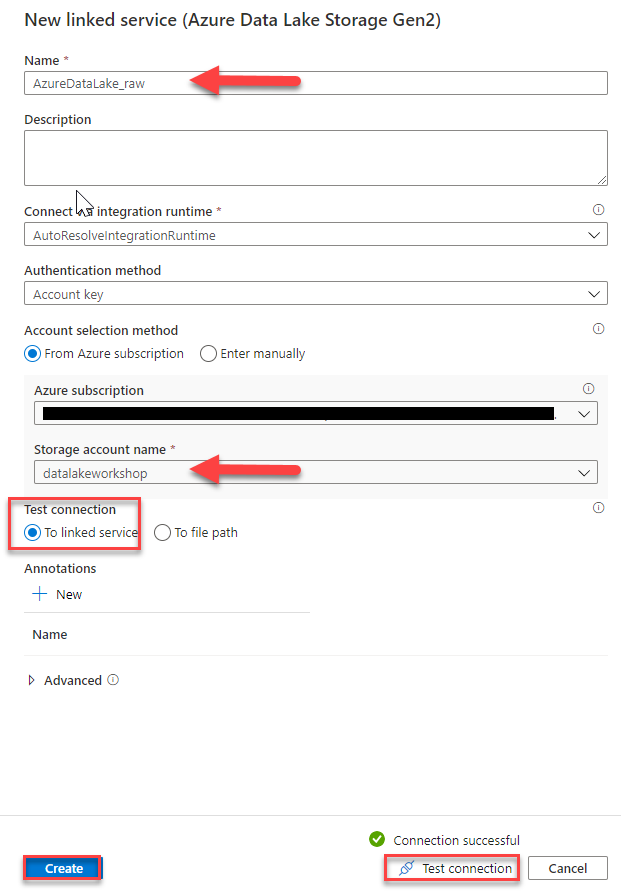 New linked service (Azure Data Lake Storage Gen2)
Name *
AzureDataLake_raw
Description
Connect integration runtime *
AutoResolveIntegrationRuntime
Authentication method
Account key
Account selection method
From Azure subscription Enter manually
Azure subscription
Storage account name *
datalakeworkshop
Test connection
To linked service To file path
Annotations
New
Name
Advanced
Connection successful
Create Test connection Cancel